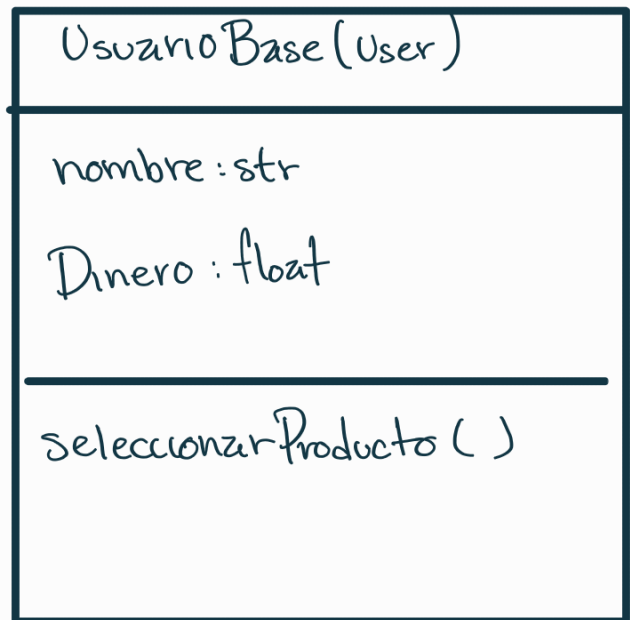 UsuarioBase(User)
nombre:str
Dinero: float
seleccionarProducto()